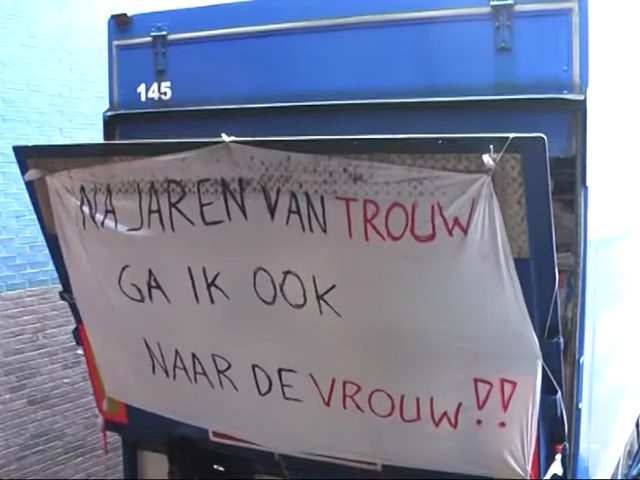 145
NA JAREN VAN TROUW
GA IK OOK
NAAR DE VROUW!!